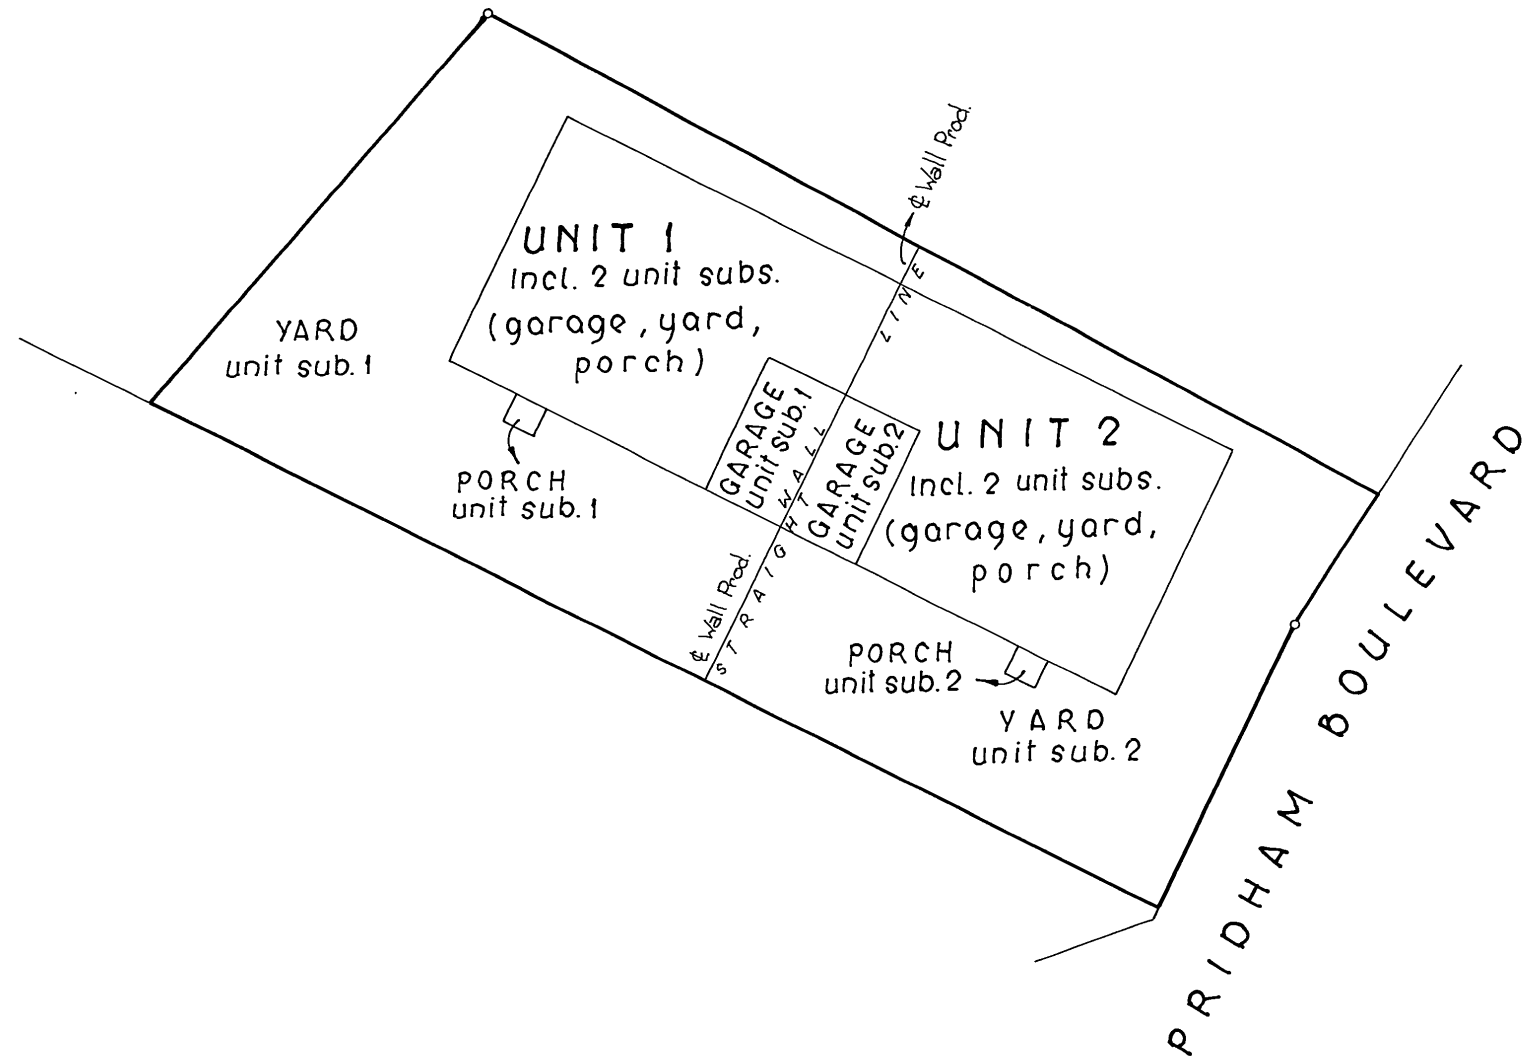 ₵ Wall Prod.
UNIT 1
Incl. 2 unit subs.
(garage, yard,
porch)
YARD
unit sub. 1
GARAGE
unit sub. 1
PORCH
unit sub. 1
STRAIGHT LINE
WALL
GARAGE
unit sub. 2
UNIT 2
Incl. 2 unit subs.
(garage, yard,
porch)
₵ Wall Prod.
PORCH
unit sub. 2
YARD
unit sub. 2
PRIDHAM BOULEVARD